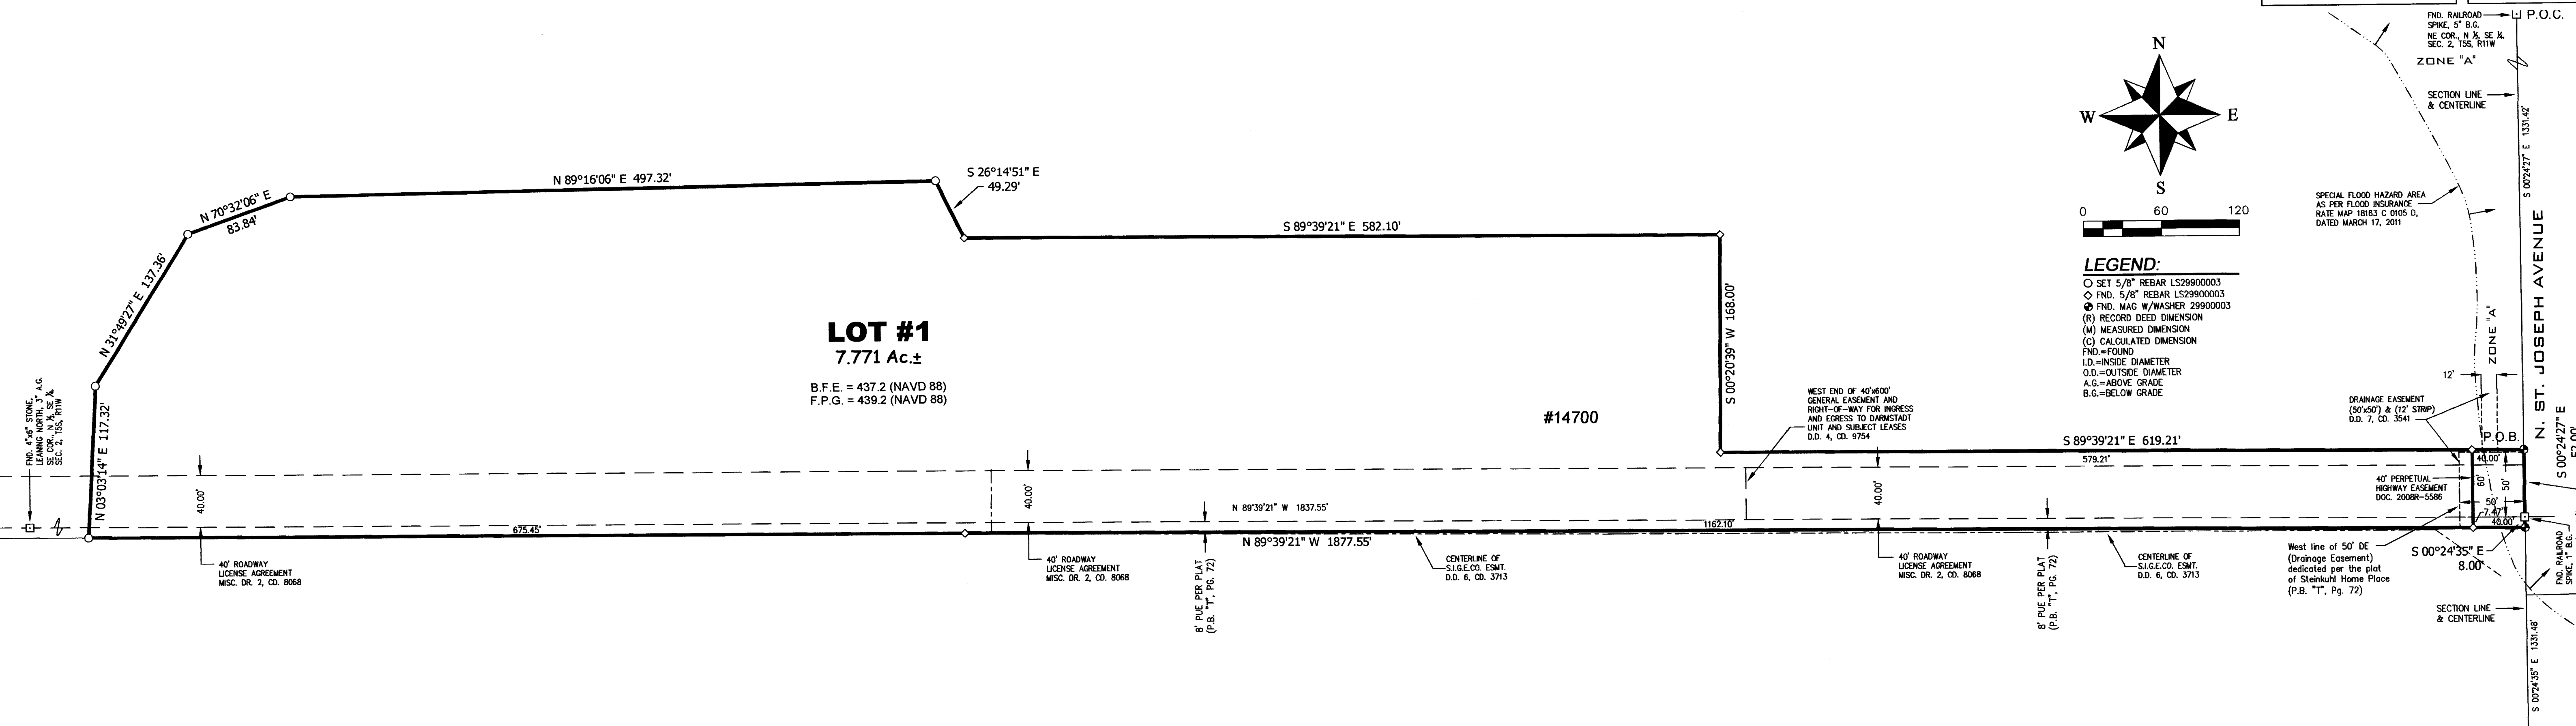 FND. RAILROAD
SPIKE, 5" B.G.
NE COR., N ½, SE ¼,
SEC. 2, T5S, R11W
P.O.C.
ZONE "A"
SECTION LINE
& CENTERLINE
S 00°24'27" E 1331.42'
N
W
E
S
0 60 120
SPECIAL FLOOD HAZARD AREA
AS PER FLOOD INSURANCE
RATE MAP 18163 C 0105 D,
DATED MARCH 17, 2011
N. ST. JOSEPH AVENUE
LEGEND:
SET 5/8" REBAR LS29900003
FND. 5/8" REBAR LS29900003
FND. MAG W/WASHER 29900003
(R) RECORD DEED DIMENSION
(M) MEASURED DIMENSION
(C) CALCULATED DIMENSION
FND.=FOUND
I.D.=INSIDE DIAMETER
O.D.=OUTSIDE DIAMETER
A.G.=ABOVE GRADE
B.G.=BELOW GRADE
N 70°32'06" E
83.84'
N 89°16'06" E 497.32'
S 26°14'51" E
49.29'
S 89°39'21" E 582.10'
N 31°49'27" E 137.36'
S 00°20'39" W 168.00'
LOT #1
7.771 Ac.±
B.F.E. = 437.2 (NAVD 88)
F.P.G. = 439.2 (NAVD 88)
#14700
WEST END OF 40'x600'
GENERAL EASEMENT AND
RIGHT-OF-WAY FOR INGRESS
AND EGRESS TO DARMSTADT
UNIT AND SUBJECT LEASES
D.D. 4, CD. 9754
ZONE "A"
12'
DRAINAGE EASEMENT
(50'x50') & (12' STRIP)
D.D. 7, CD. 3541
S 89°39'21" E 619.21'
579.21'
P.O.B.
40.00'
S 00°24'27" E
52.00'
FND. 4"x6" STONE,
LEANING NORTH, 3" A.G.
SE COR., N ½, SE ¼,
SEC. 2, T5S, R11W
N 03°03'14" E 117.32'
40.00'
40.00'
40.00'
40' PERPETUAL
HIGHWAY EASEMENT
DOC. 2008R-5586
60'
50'
50'
7.47'
40.00'
N 89°39'21" W 1837.55'
675.45'
1162.10'
N 89°39'21" W 1877.55'
40' ROADWAY
LICENSE AGREEMENT
MISC. DR. 2, CD. 8068
40' ROADWAY
LICENSE AGREEMENT
MISC. DR. 2, CD. 8068
8' PUE PER PLAT
(P.B. "T", PG. 72)
CENTERLINE OF
S.I.G.E.CO. ESMT.
D.D. 6, CD. 3713
40' ROADWAY
LICENSE AGREEMENT
MISC. DR. 2, CD. 8068
8' PUE PER PLAT
(P.B. "T", PG. 72)
CENTERLINE OF
S.I.G.E.CO. ESMT.
D.D. 6, CD. 3713
West line of 50' DE
(Drainage Easement)
dedicated per the plat
of Steinkuhl Home Place
(P.B. "T", Pg. 72)
S 00°24'35" E
8.00'
FND. RAILROAD
SPIKE, 1" B.G.
SECTION LINE
& CENTERLINE
S 00°24'35" E 1331.48'